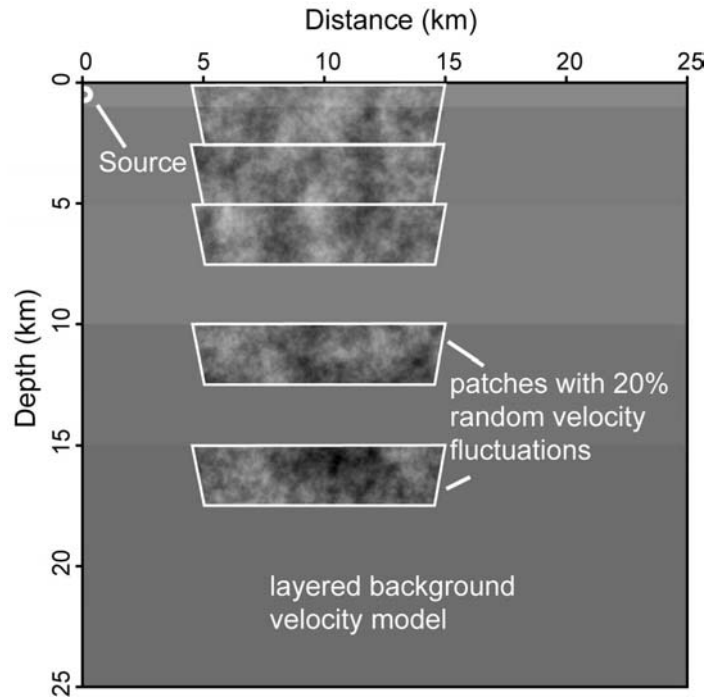 Distance (km)
0 5 10 15 20 25
0
Source
5
Depth (km)
10
patches with 20%
random velocity
fluctuations
15
20
layered background
velocity model
25